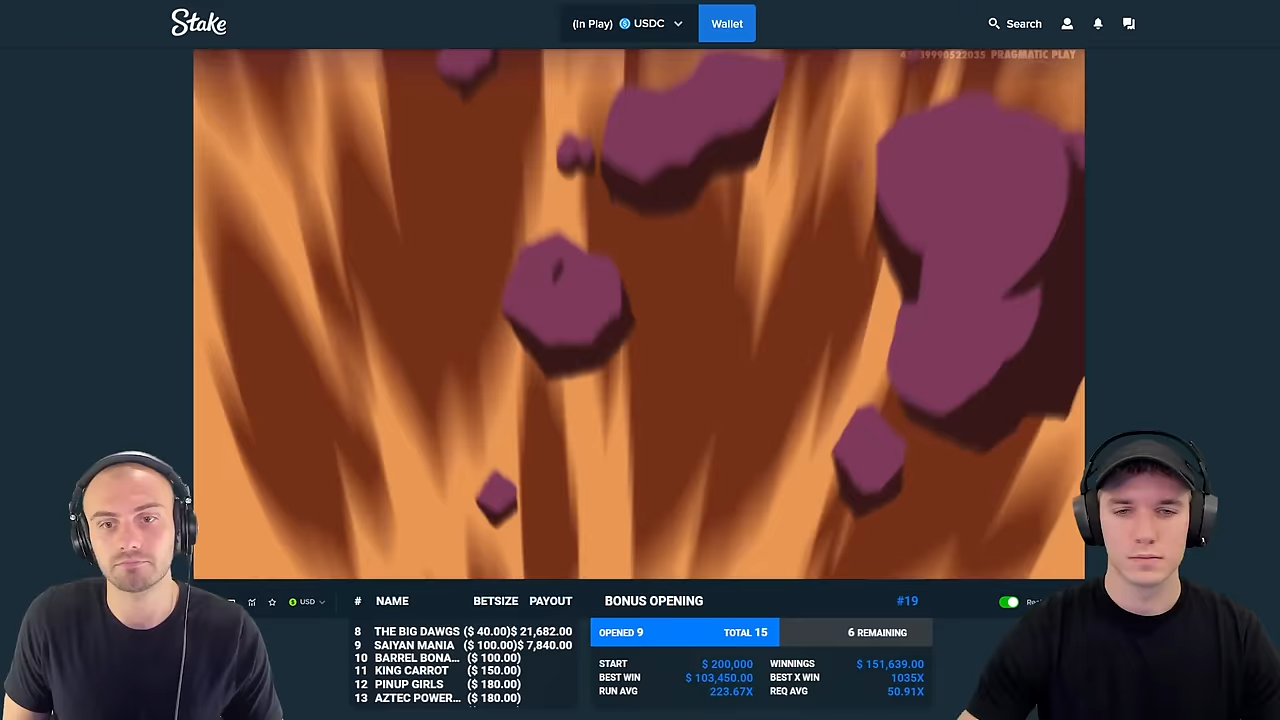 Stake
(In Play) USDC
Wallet
Search
PRAGMATIC PLAY
USD
# NAME BETSIZE PAYOUT
8 THE BIG DAWGS ($ 40.00)$ 21,682.00
9 SAIYAN MANIA ($ 100.00)$ 7,840.00
10 BARREL BONA... ($ 100.00)
11 KING CARROT ($ 150.00)
12 PINUP GIRLS ($ 180.00)
13 AZTEC POWER... ($ 180.00)
BONUS OPENING #19
OPENED 9 TOTAL 15 6 REMAINING
START $ 200,000 WINNINGS $ 151,639.00
BEST WIN $ 103,450.00 BEST X WIN 1035X
RUN AVG 223.67X REQ AVG 50.91X